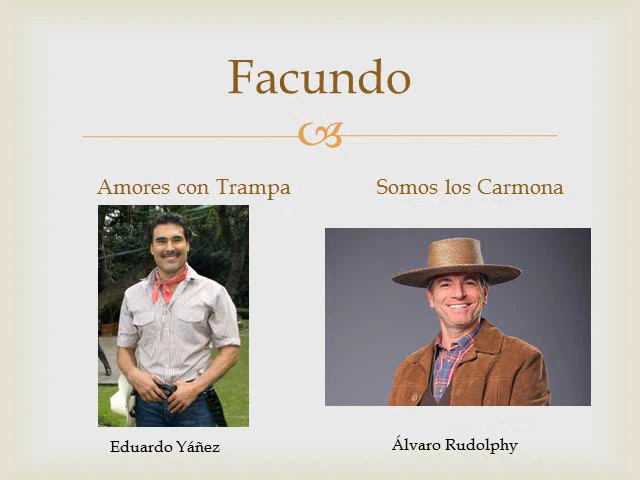 Facundo
Amores con Trampa
Somos los Carmona
Eduardo Yáñez
Álvaro Rudolphy